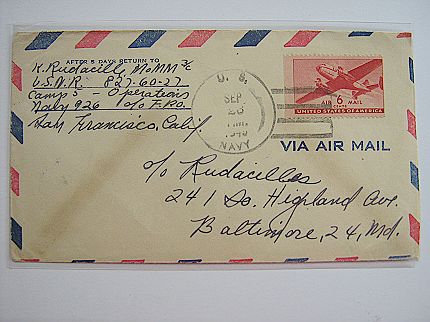 AFTER 5 DAYS RETURN TO
K. Rudacille, MoMM 3/c
U.S.N.R. 827-60-27
Camp 5 - Operations
Navy 926 c/o F.P.O.
San Francisco, Calif.
U. S.
SEP
NAVY
AIR 6 MAIL
CENTS
UNITED STATES OF AMERICA
VIA AIR MAIL
c/o Rudacilles
241 So. Highland Ave.
Baltimore, 24, Md.